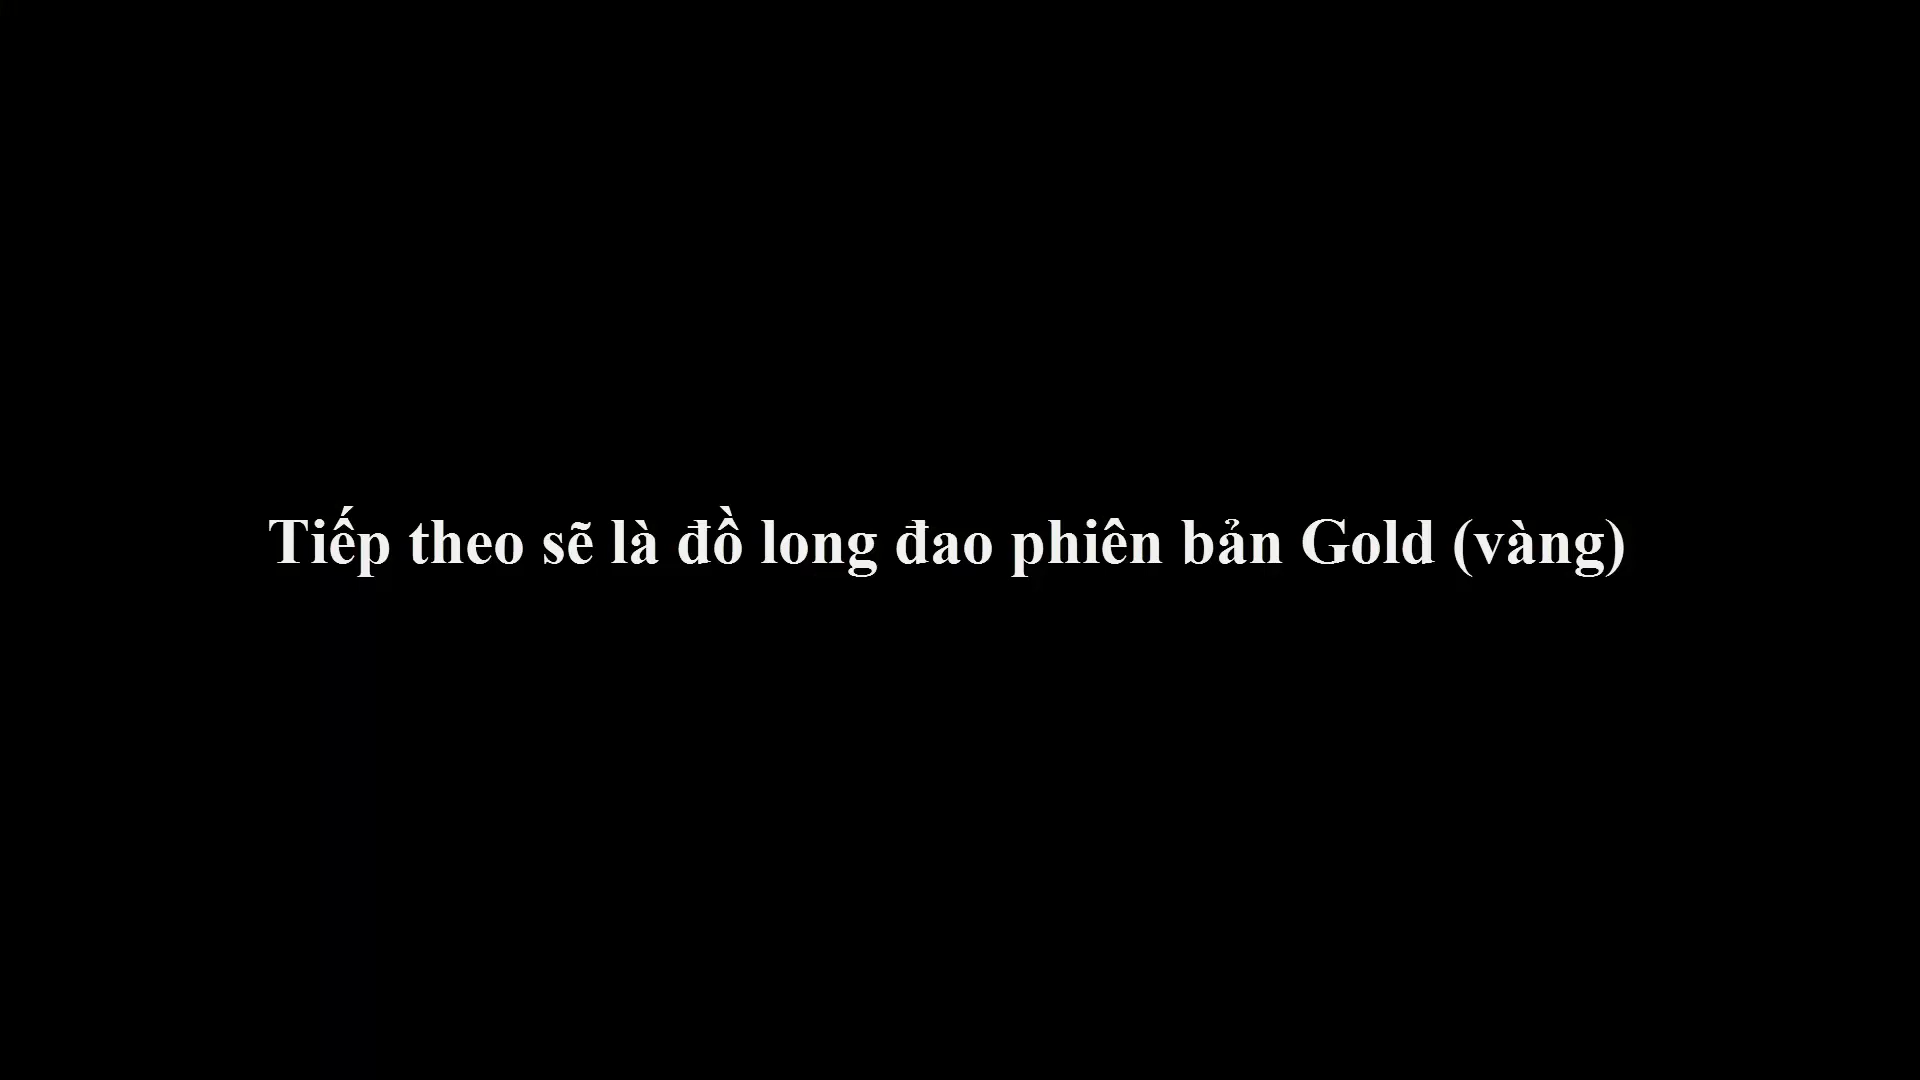 Tiếp theo sẽ là đồ long đao phiên bản Gold (vàng)